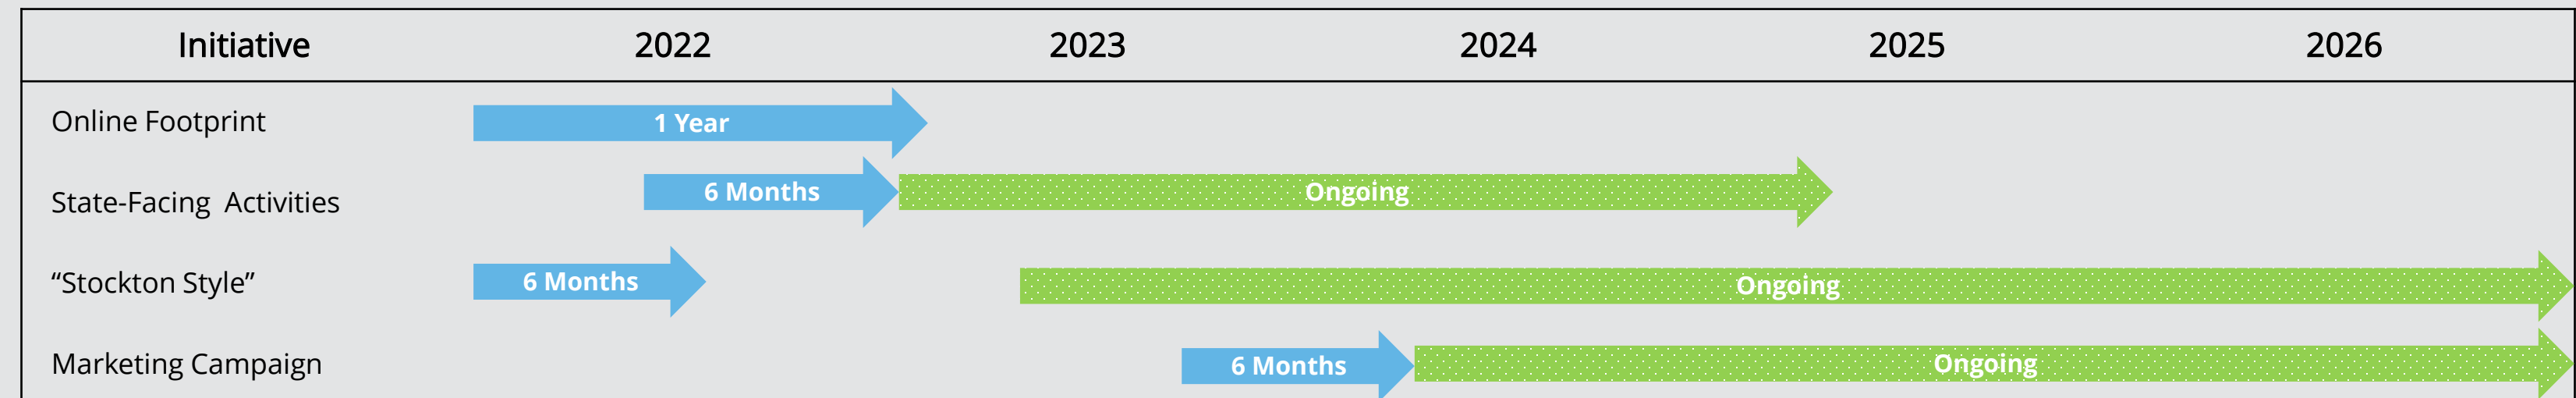 Initiative 2022 2023 2024 2025 2026
Online Footprint 1 Year
State-Facing  Activities 6 Months Ongoing
“Stockton Style” 6 Months Ongoing
Marketing Campaign 6 Months Ongoing